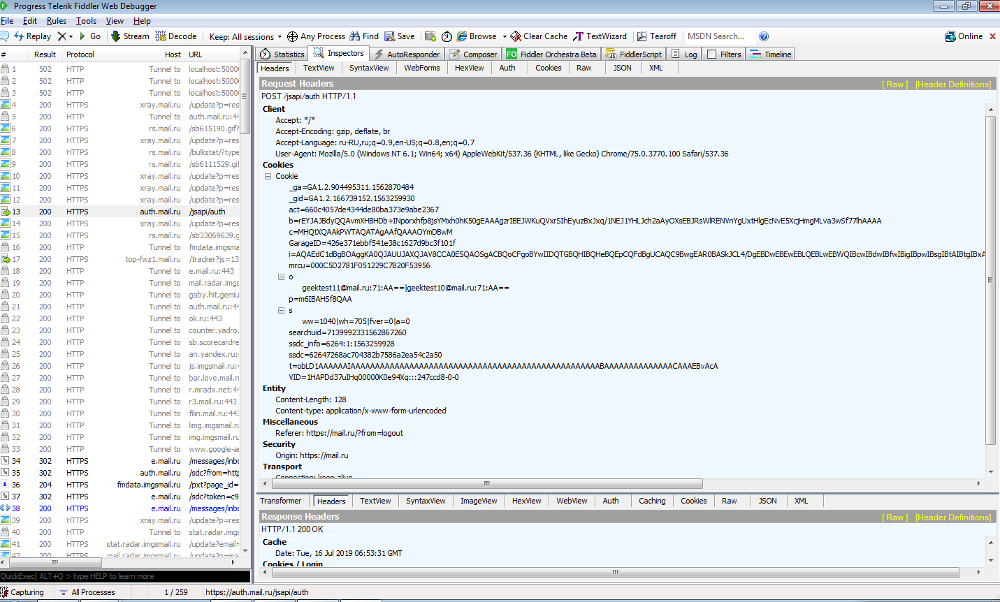 Progress Telerik Fiddler Web Debugger
File Edit Rules Tools View Help
Replay Go Stream Decode Keep: All sessions Any Process Find Save Browse Clear Cache TextWizard Tearoff MSDN Search... Online
# Result Protocol Host URL
1 502 HTTP Tunnel to localhost:5000
2 502 HTTP Tunnel to localhost:5000
3 502 HTTP Tunnel to localhost:5000
4 200 HTTPS xray.mail.ru /update?p=res
5 200 HTTP Tunnel to auth.mail.ru:44
6 200 HTTPS rs.mail.ru /sb615190.gif?
7 200 HTTPS xray.mail.ru /update?p=res
8 200 HTTPS rs.mail.ru /bulkstat/?type
9 200 HTTPS rs.mail.ru /sb6111529.gif
10 200 HTTPS xray.mail.ru /update?p=res
11 200 HTTPS xray.mail.ru /update?p=res
12 200 HTTPS xray.mail.ru /update?p=res
13 200 HTTPS auth.mail.ru /jsapi/auth
14 200 HTTPS xray.mail.ru /update?p=res
15 200 HTTPS rs.mail.ru /sb33069639.g
16 200 HTTP Tunnel to fmdata.imgsma
17 200 HTTPS top-fwz1.mail.ru /tracker?js=13
18 200 HTTP Tunnel to e.mail.ru:443
19 200 HTTP Tunnel to mail.radar.imgs
20 200 HTTP Tunnel to gaby.hit.gemiu
21 200 HTTP Tunnel to auth.mail.ru:44
22 200 HTTP Tunnel to ok.ru:443
23 200 HTTP Tunnel to counter.yadro.
24 200 HTTP Tunnel to sb.scorecardre
25 200 HTTP Tunnel to an.yandex.ru:
26 200 HTTP Tunnel to js.imgsmail.ru:
27 200 HTTP Tunnel to bar.love.mail.r
28 200 HTTP Tunnel to r.mradx.net:44
29 200 HTTP Tunnel to r3.mail.ru:443
30 200 HTTP Tunnel to filin.mail.ru:443
31 200 HTTP Tunnel to limg.imgsmail.ru
32 200 HTTP Tunnel to img.imgsmail.ru
33 200 HTTP Tunnel to www.google-a
34 302 HTTPS e.mail.ru /messages/inbo
35 302 HTTPS auth.mail.ru /sdc?from=http
36 204 HTTPS fmdata.imgsmail.ru /pxt?page_id=
37 302 HTTPS e.mail.ru /sdc?token=c9
38 200 HTTPS e.mail.ru /messages/inbo
39 200 HTTPS xray.mail.ru /update?p=res
40 200 HTTP Tunnel to stat.radar.imgs
41 200 HTTPS stat.radar.imgsmail.ru /update?email=
42 200 HTTPS mail.radar.imgsmail.ru /update?p=ma
[QuickExec] ALT+Q > type HELP to learn more
Statistics Inspectors AutoResponder Composer FO Fiddler Orchestra Beta FiddlerScript Log Filters Timeline
Headers TextView SyntaxView WebForms HexView Auth Cookies Raw JSON XML
Request Headers [ Raw ] [Header Definitions]
POST /jsapi/auth HTTP/1.1
Client
Accept: */*
Accept-Encoding: gzip, deflate, br
Accept-Language: ru-RU,ru;q=0.9,en-US;q=0.8,en;q=0.7
User-Agent: Mozilla/5.0 (Windows NT 6.1; Win64; x64) AppleWebKit/537.36 (KHTML, like Gecko) Chrome/75.0.3770.100 Safari/537.36
Cookies
Cookie
_ga=GA1.2.904495311.1562870484
_gid=GA1.2.166739152.1563259930
act=660c4057de4344de80ba373e9abe2367
c=MHQtXQAAkPWTAQATAgAAfQAAAOYmDBwM
GarageID=426e371ebbf541e38c1627d9bc3f101f
mrcu=000C5D2781F051229C7B20F53956
o
geektest11@mail.ru:71:AA==|geektest10@mail.ru:71:AA==
p=m6IBAHSf8QAA
s
ww=1040|wh=705|fver=0|a=0
searchuid=7139992331562867260
ssdc_info=6264:1:1563259928
ssdc=62647268ac704382b7586a2ea54c2a50
VID=1HAPDd37uIHq00000K0e94Xq:::247ccd8-0-0
Entity
Content-Length: 128
Content-type: application/x-www-form-urlencoded
Miscellaneous
Referer: https://mail.ru/?from=logout
Security
Origin: https://mail.ru
Transport
Connection: keep-alive
Transformer Headers TextView SyntaxView ImageView HexView WebView Auth Caching Cookies Raw JSON XML
Response Headers [ Raw ] [Header Definitions]
HTTP/1.1 200 OK
Cache
Date: Tue, 16 Jul 2019 06:53:31 GMT
Cookies / Login
Capturing All Processes 1 / 259 https://auth.mail.ru/jsapi/auth